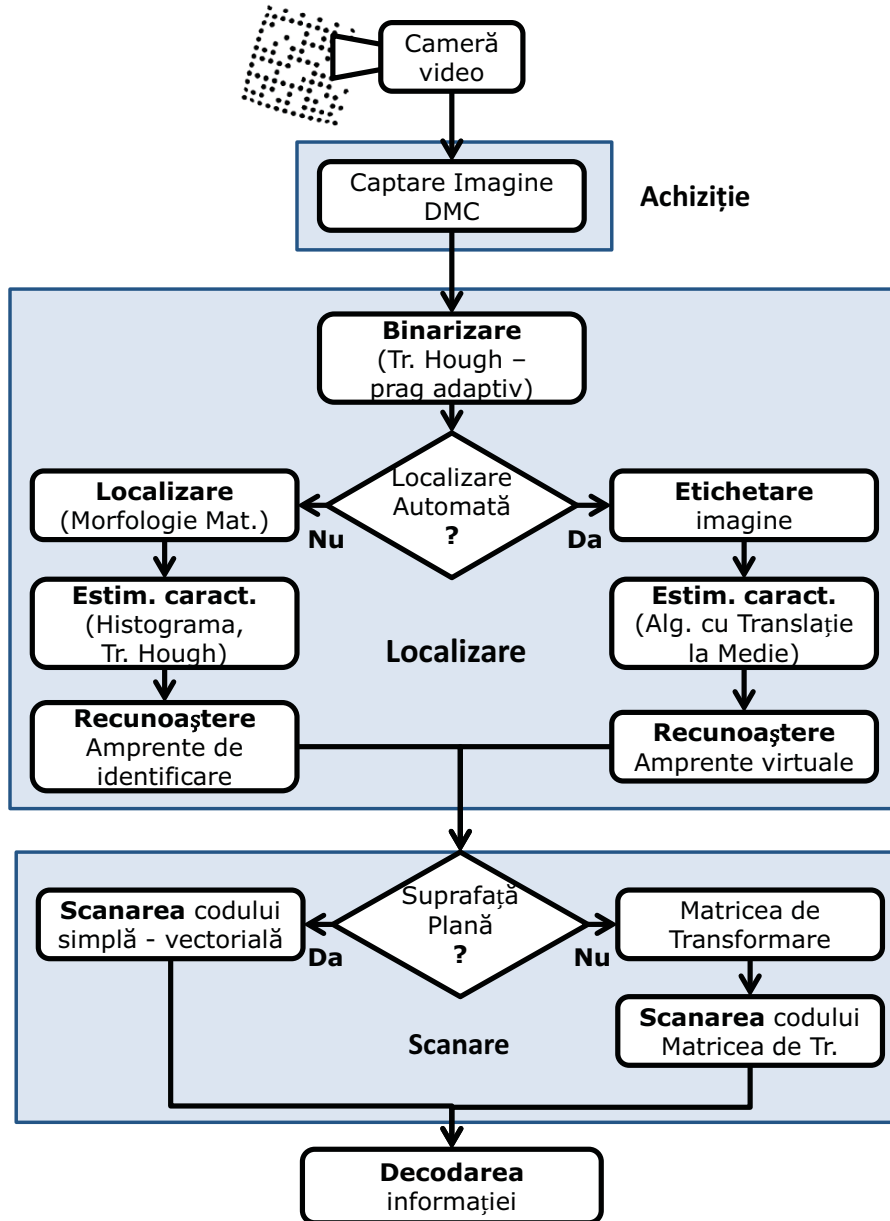 Cameră
video
Captare Imagine
DMC
Achiziție
Binarizare
(Tr. Hough –
prag adaptiv)
Localizare
Automată
?
Nu
Da
Localizare
(Morfologie Mat.)
Estim. caract.
(Histograma,
Tr. Hough)
Recunoaştere
Amprente de
identificare
Etichetare
imagine
Estim. caract.
(Alg. cu Translație
la Medie)
Recunoaştere
Amprente virtuale
Localizare
Suprafață
Plană
?
Da
Nu
Scanarea codului
simplă - vectorială
Matricea de
Transformare
Scanarea codului
Matricea de Tr.
Scanare
Decodarea
informației